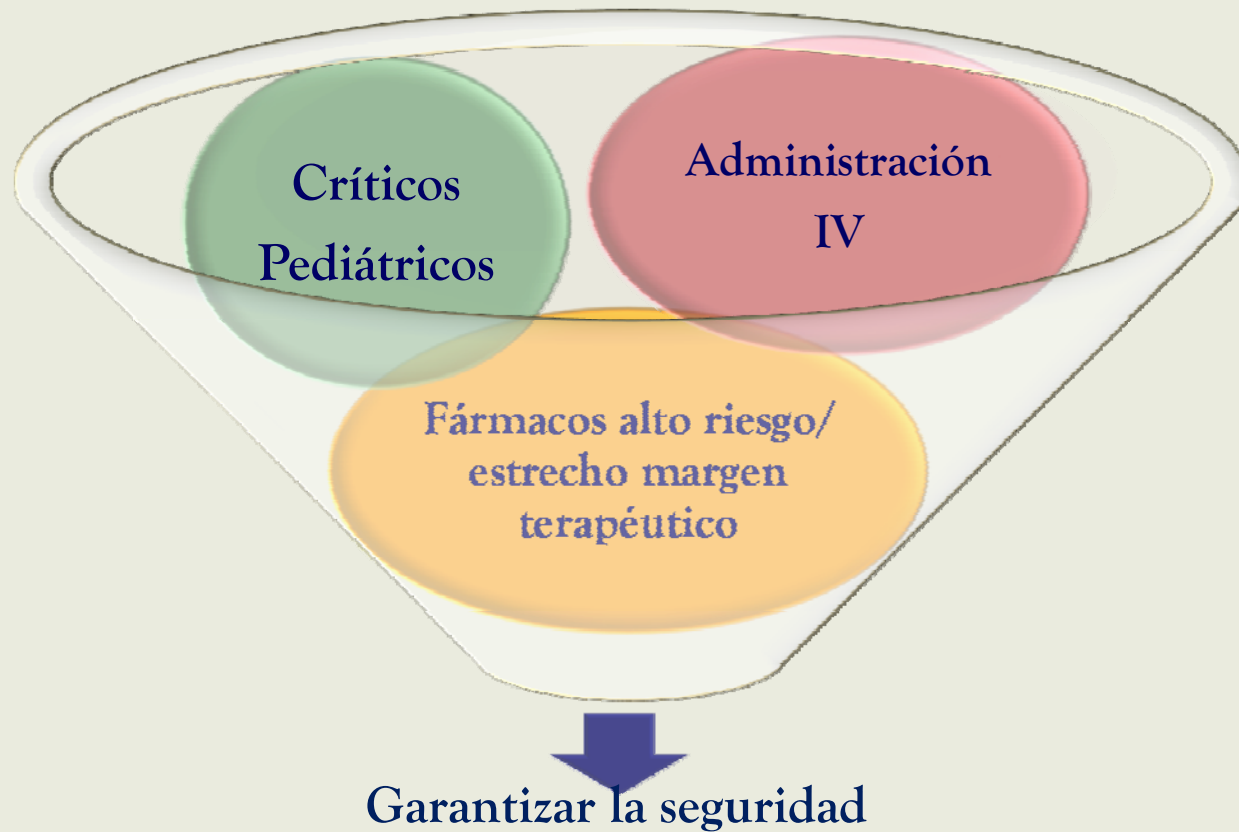 Críticos
Pediátricos
Administración
IV
Fármacos alto riesgo/
estrecho margen
terapéutico
Garantizar la seguridad